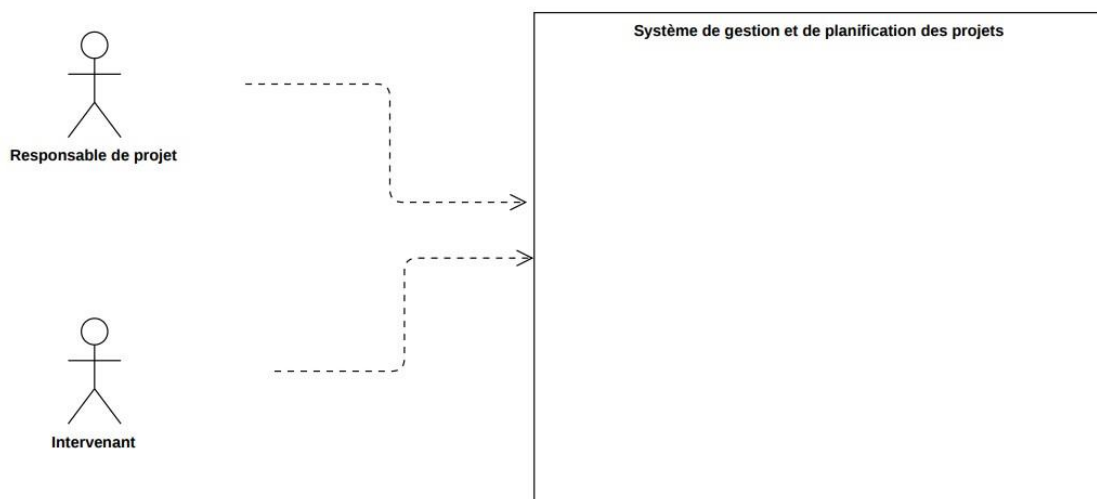 Système de gestion et de planification des projets
Responsable de projet
Intervenant